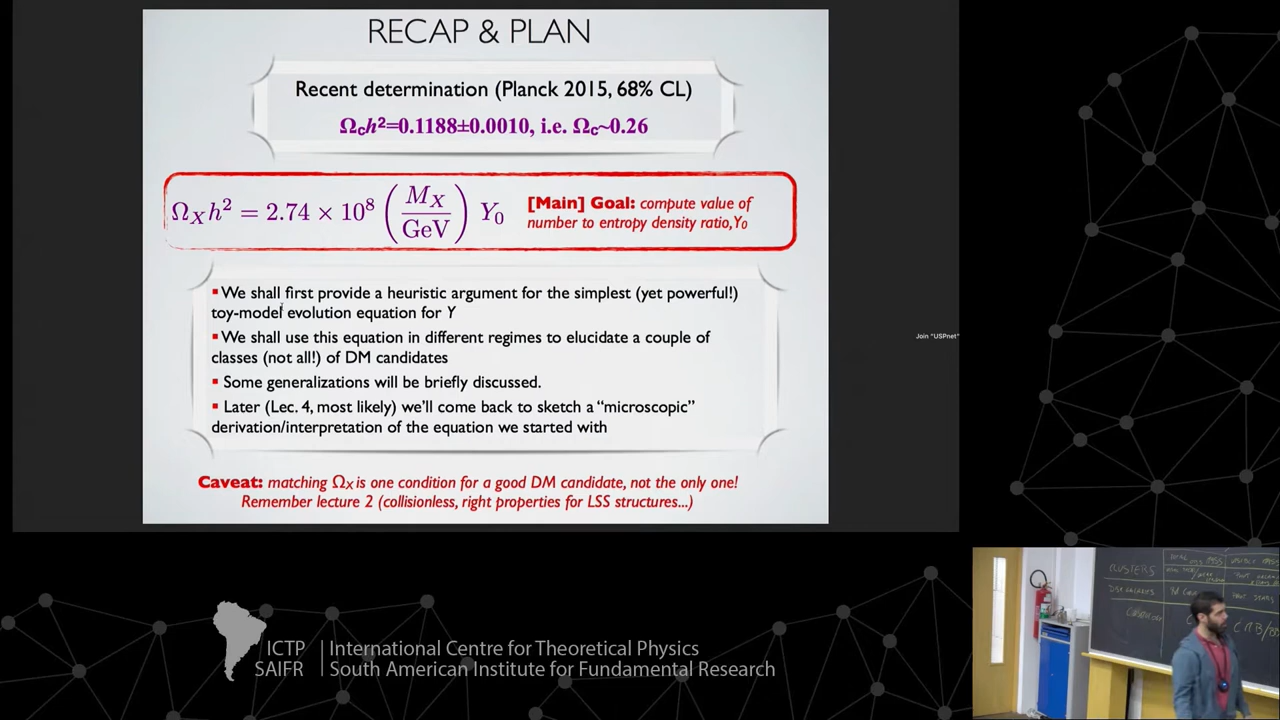 RECAP & PLAN
Recent determination (Planck 2015, 68% CL)
Ωch²=0.1188±0.0010, i.e. Ωc~0.26
Ω_X h² = 2.74 × 10⁸ (M_X / GeV) Y₀
[Main] Goal: compute value of
number to entropy density ratio, Y₀
▪ We shall first provide a heuristic argument for the simplest (yet powerful!)
toy-model evolution equation for Y
▪ We shall use this equation in different regimes to elucidate a couple of
classes (not all!) of DM candidates
▪ Some generalizations will be briefly discussed.
▪ Later (Lec. 4, most likely) we'll come back to sketch a “microscopic”
derivation/interpretation of the equation we started with
Caveat: matching Ω_X is one condition for a good DM candidate, not the only one!
Remember lecture 2 (collisionless, right properties for LSS structures...)
Join "USPnet"
CLUSTERS
ICTP
SAIFR
International Centre for Theoretical Physics
South American Institute for Fundamental Research